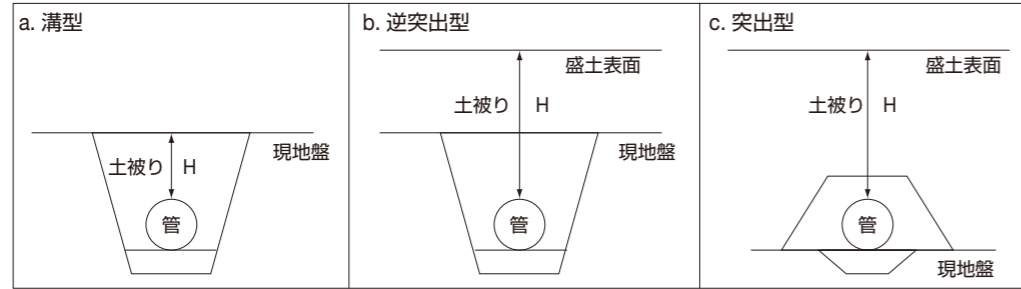 a. 溝型
土被り H
現地盤
管
b. 逆突出型
盛土表面
土被り H
現地盤
管
c. 突出型
盛土表面
土被り H
管
現地盤